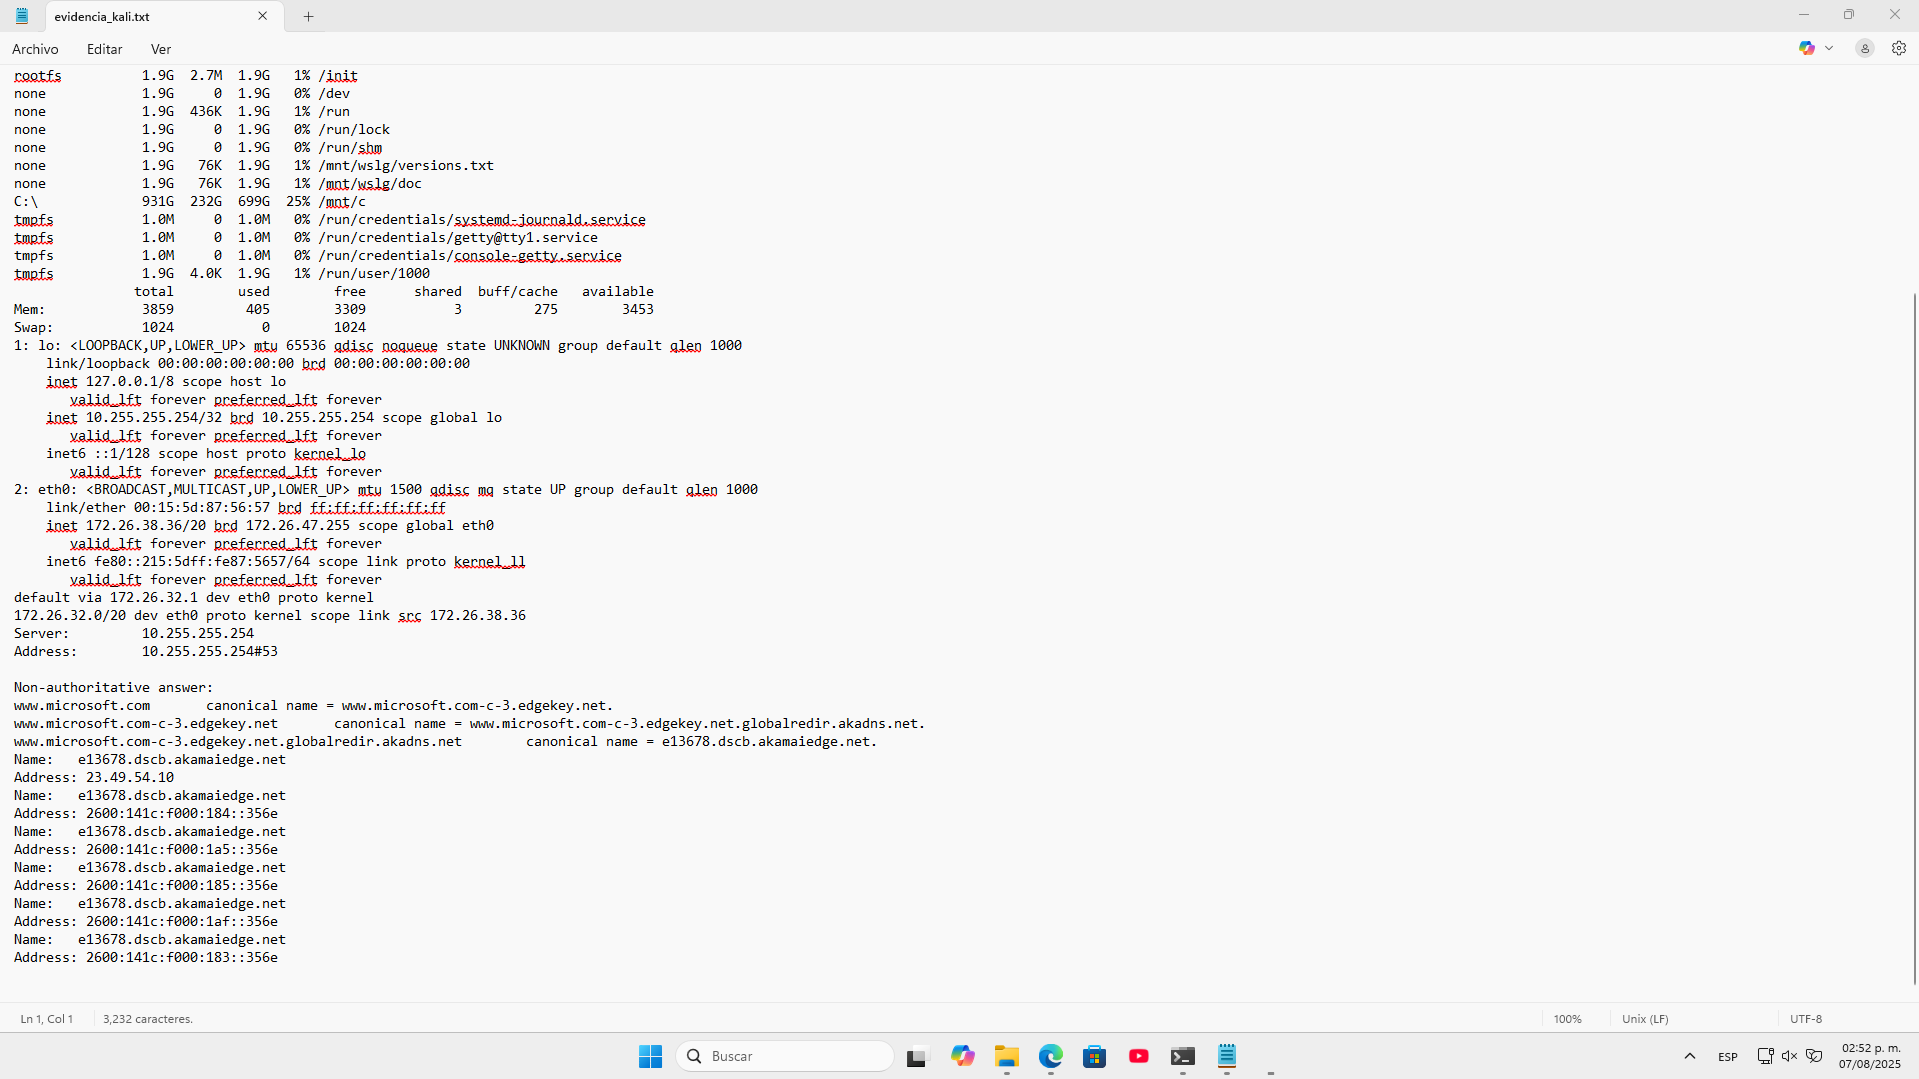 evidencia_kali.txt
Archivo Editar Ver
rootfs 1.9G 2.7M 1.9G 1% /init
none 1.9G 0 1.9G 0% /dev
none 1.9G 436K 1.9G 1% /run
none 1.9G 0 1.9G 0% /run/lock
none 1.9G 0 1.9G 0% /run/shm
none 1.9G 76K 1.9G 1% /mnt/wslg/versions.txt
none 1.9G 76K 1.9G 1% /mnt/wslg/doc
C:\ 931G 232G 699G 25% /mnt/c
tmpfs 1.0M 0 1.0M 0% /run/credentials/systemd-journald.service
tmpfs 1.0M 0 1.0M 0% /run/credentials/getty@tty1.service
tmpfs 1.0M 0 1.0M 0% /run/credentials/console-getty.service
tmpfs 1.9G 4.0K 1.9G 1% /run/user/1000
total used free shared buff/cache available
Mem: 3859 405 3309 3 275 3453
Swap: 1024 0 1024
1: lo: <LOOPBACK,UP,LOWER_UP> mtu 65536 qdisc noqueue state UNKNOWN group default qlen 1000
link/loopback 00:00:00:00:00:00 brd 00:00:00:00:00:00
inet 127.0.0.1/8 scope host lo
valid_lft forever preferred_lft forever
inet 10.255.255.254/32 brd 10.255.255.254 scope global lo
valid_lft forever preferred_lft forever
inet6 ::1/128 scope host proto kernel_lo
valid_lft forever preferred_lft forever
2: eth0: <BROADCAST,MULTICAST,UP,LOWER_UP> mtu 1500 qdisc mq state UP group default qlen 1000
link/ether 00:15:5d:87:56:57 brd ff:ff:ff:ff:ff:ff
inet 172.26.38.36/20 brd 172.26.47.255 scope global eth0
valid_lft forever preferred_lft forever
inet6 fe80::215:5dff:fe87:5657/64 scope link proto kernel_ll
valid_lft forever preferred_lft forever
default via 172.26.32.1 dev eth0 proto kernel
172.26.32.0/20 dev eth0 proto kernel scope link src 172.26.38.36
Server: 10.255.255.254
Address: 10.255.255.254#53
Non-authoritative answer:
www.microsoft.com canonical name = www.microsoft.com-c-3.edgekey.net.
www.microsoft.com-c-3.edgekey.net canonical name = www.microsoft.com-c-3.edgekey.net.globalredir.akadns.net.
www.microsoft.com-c-3.edgekey.net.globalredir.akadns.net canonical name = e13678.dscb.akamaiedge.net.
Name: e13678.dscb.akamaiedge.net
Address: 23.49.54.10
Name: e13678.dscb.akamaiedge.net
Address: 2600:141c:f000:184::356e
Name: e13678.dscb.akamaiedge.net
Address: 2600:141c:f000:1a5::356e
Name: e13678.dscb.akamaiedge.net
Address: 2600:141c:f000:185::356e
Name: e13678.dscb.akamaiedge.net
Address: 2600:141c:f000:1af::356e
Name: e13678.dscb.akamaiedge.net
Address: 2600:141c:f000:183::356e
Ln 1, Col 1 3,232 caracteres. 100% Unix (LF) UTF-8
Buscar ESP 02:52 p. m.
07/08/2025